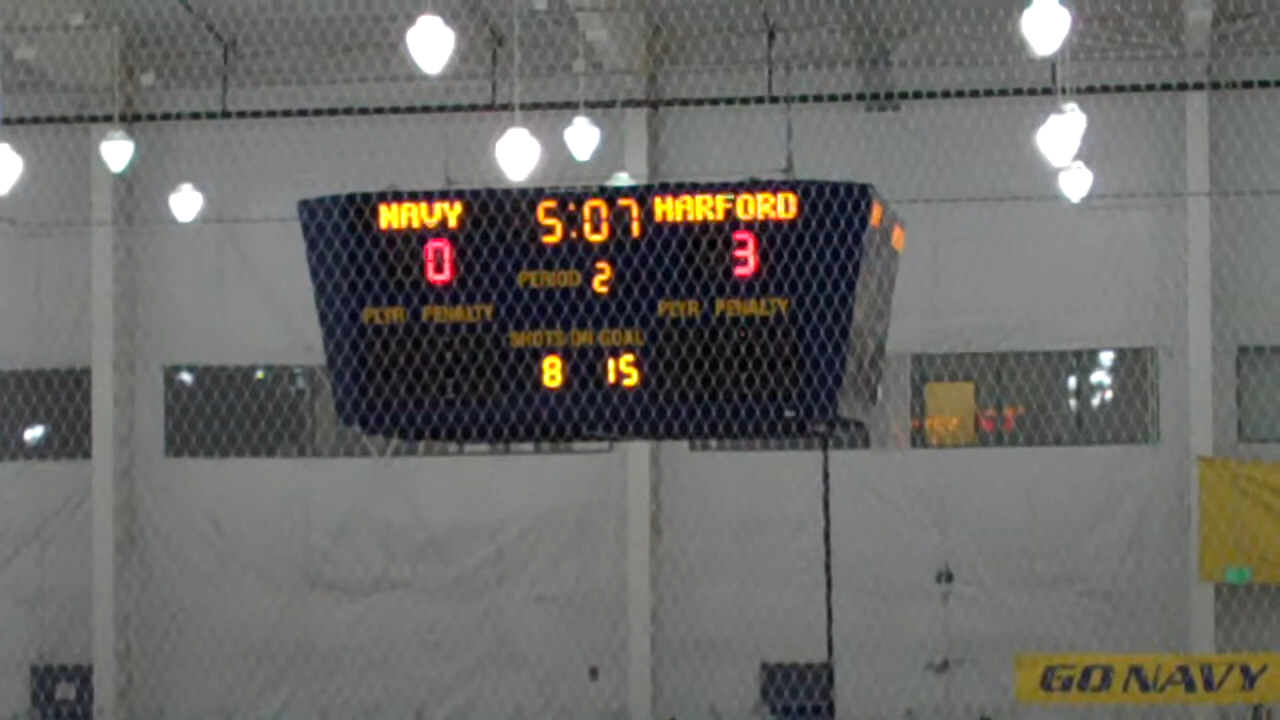 NAVY 5:07 HARFORD
0 3
PERIOD 2
PLYR PENALTY PLYR PENALTY
SHOTS ON GOAL
8 15
GO NAVY